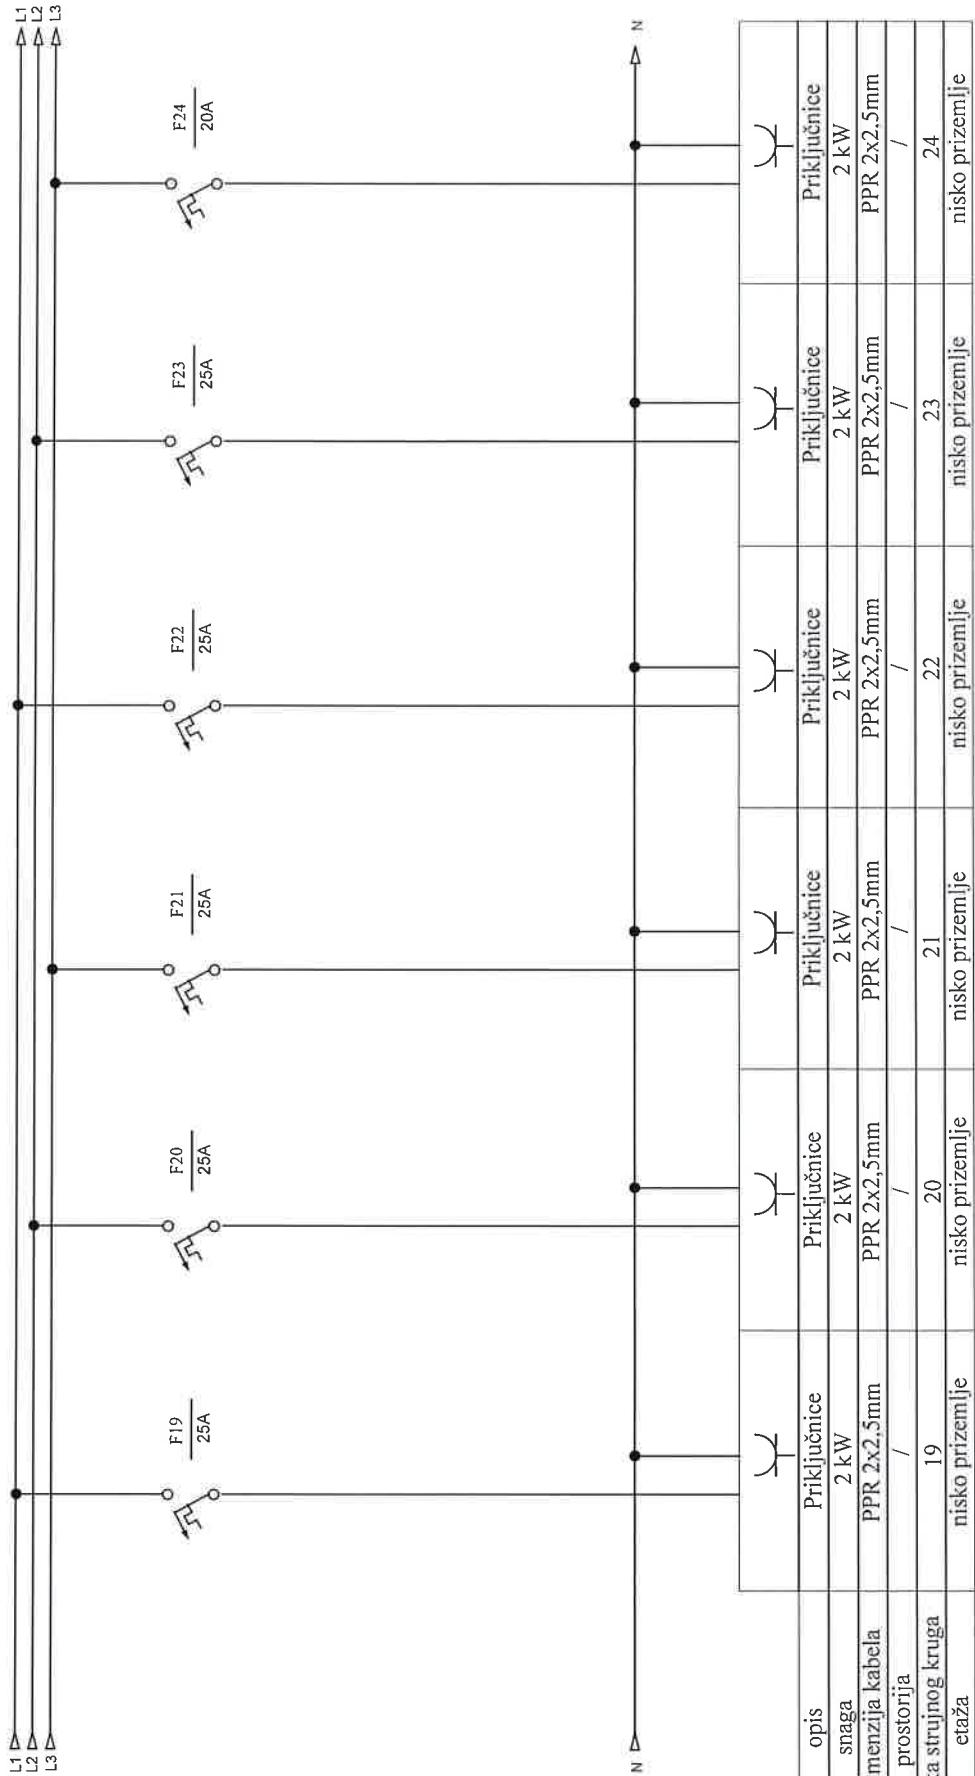 L1
L2
L3
L1
L2
L3
F19
25A
F20
25A
F21
25A
F22
25A
F23
25A
F24
20A
N
N
opis Priključnice Priključnice Priključnice Priključnice Priključnice Priključnice
snaga 2 kW 2 kW 2 kW 2 kW 2 kW 2 kW
menzija kabela PPR 2x2,5mm PPR 2x2,5mm PPR 2x2,5mm PPR 2x2,5mm PPR 2x2,5mm PPR 2x2,5mm
prostorija / / / / / /
ka strujnog kruga 19 20 21 22 23 24
etaža nisko prizemlje nisko prizemlje nisko prizemlje nisko prizemlje nisko prizemlje nisko prizemlje